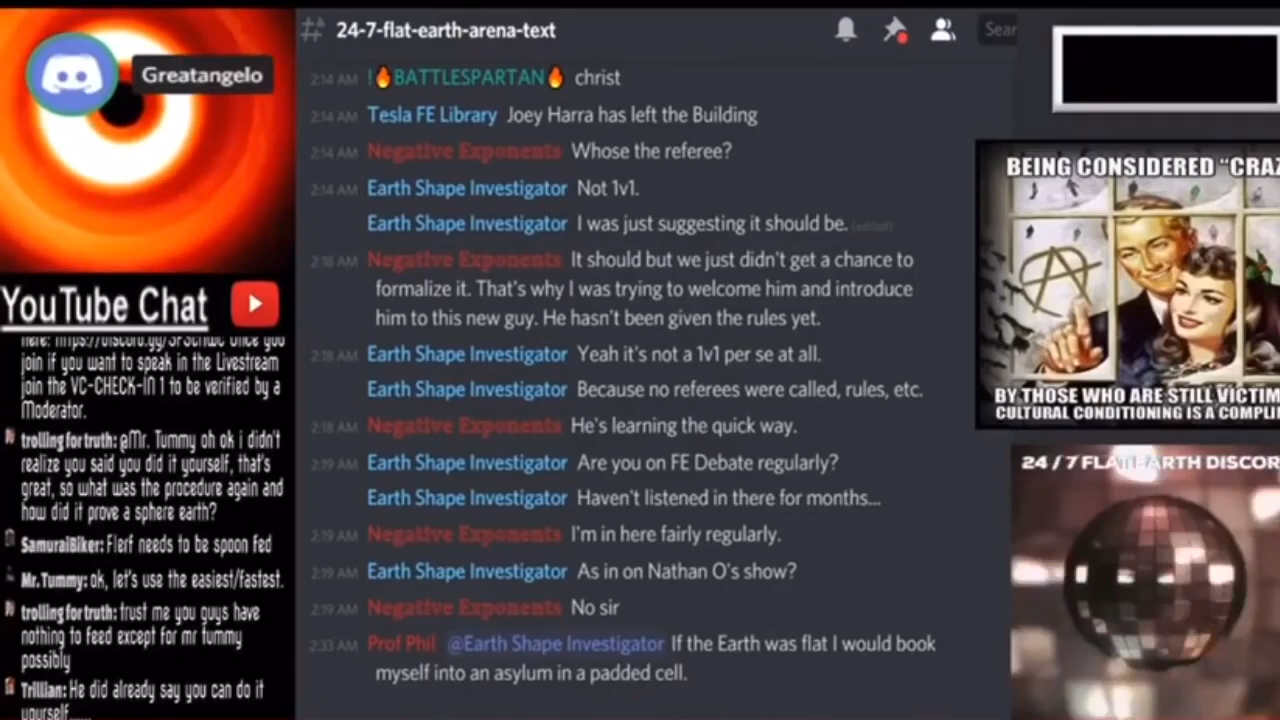 Greatangelo
YouTube Chat
join if you want to speak in the Livestream
join the VC-CHECK-IN 1 to be verified by a
Moderator.
trolling for truth: @Mr. Tummy oh ok i didn't
realize you said you did it yourself, that's
great, so what was the procedure again and
how did it prove a sphere earth?
SamuraiBiker: Flerf needs to be spoon fed
Mr.Tummy: ok, let's use the easiest/fastest.
trolling for truth: trust me you guys have
nothing to feed except for mr tummy
possibly
Trillian: He did already say you can do it
yourself.....
# 24-7-flat-earth-arena-text
Sear
2:14 AM !🔥BATTLESPARTAN🔥 christ
2:14 AM Tesla FE Library Joey Harra has left the Building
2:14 AM Negative Exponents Whose the referee?
2:14 AM Earth Shape Investigator Not 1v1.
Earth Shape Investigator I was just suggesting it should be. (edited)
2:18 AM Negative Exponents It should but we just didn't get a chance to
formalize it. That's why I was trying to welcome him and introduce
him to this new guy. He hasn't been given the rules yet.
2:18 AM Earth Shape Investigator Yeah it's not a 1v1 per se at all.
Earth Shape Investigator Because no referees were called, rules, etc.
2:18 AM Negative Exponents He's learning the quick way.
2:19 AM Earth Shape Investigator Are you on FE Debate regularly?
Earth Shape Investigator Haven't listened in there for months...
2:19 AM Negative Exponents I'm in here fairly regularly.
2:19 AM Earth Shape Investigator As in on Nathan O's show?
2:19 AM Negative Exponents No sir
2:33 AM Prof Phil @Earth Shape Investigator If the Earth was flat I would book
myself into an asylum in a padded cell.
BEING CONSIDERED "CRAZ
BY THOSE WHO ARE STILL VICTIM
CULTURAL CONDITIONING IS A COMPLI
24 / 7 FLAT EARTH DISCOR